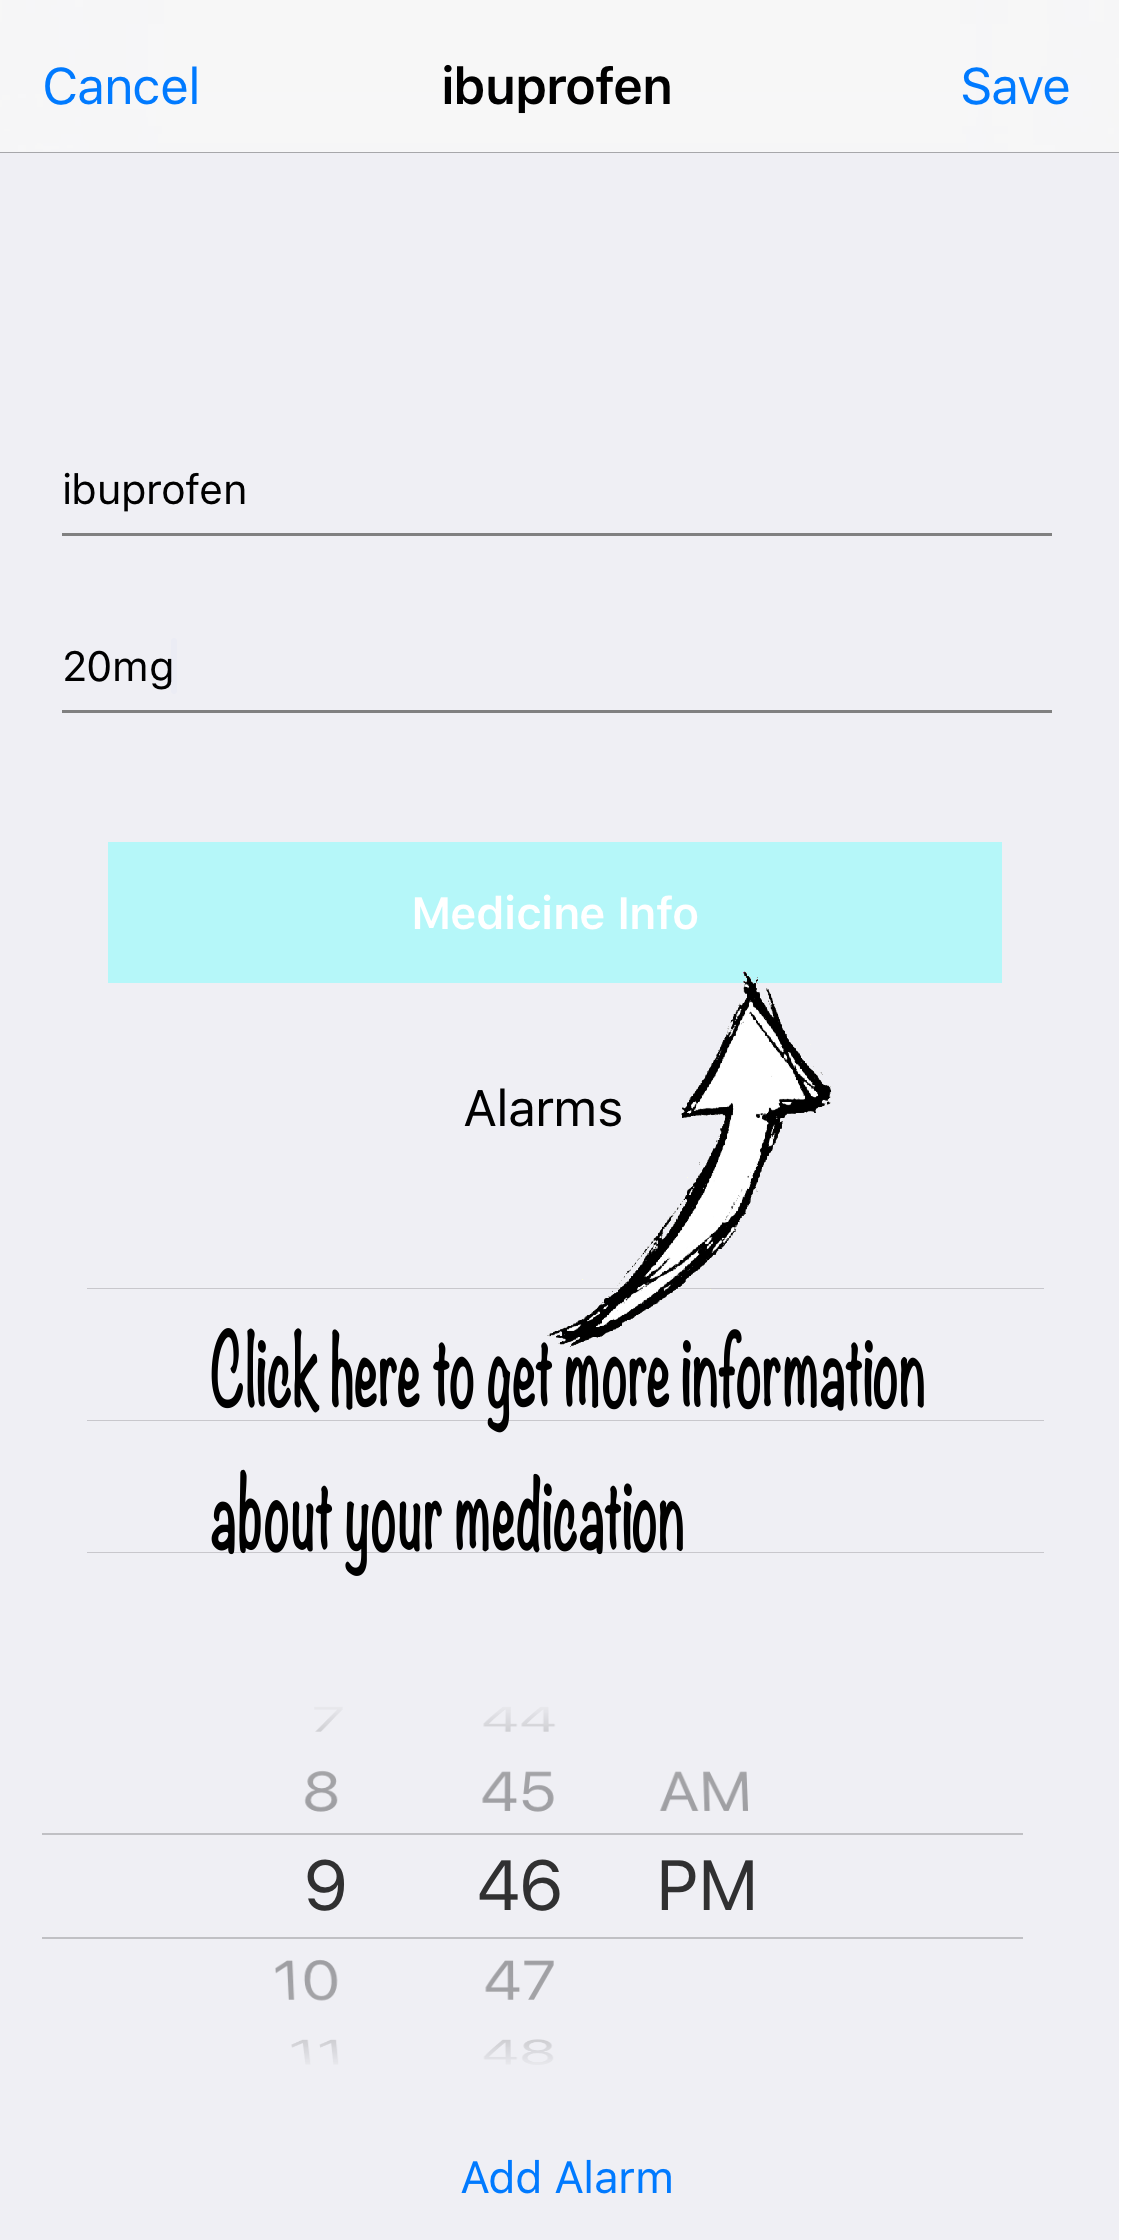 Cancel ibuprofen Save
ibuprofen
20mg
Medicine Info
Alarms
Click here to get more information
about your medication
7 44
8 45 AM
9 46 PM
10 47
11 48
Add Alarm